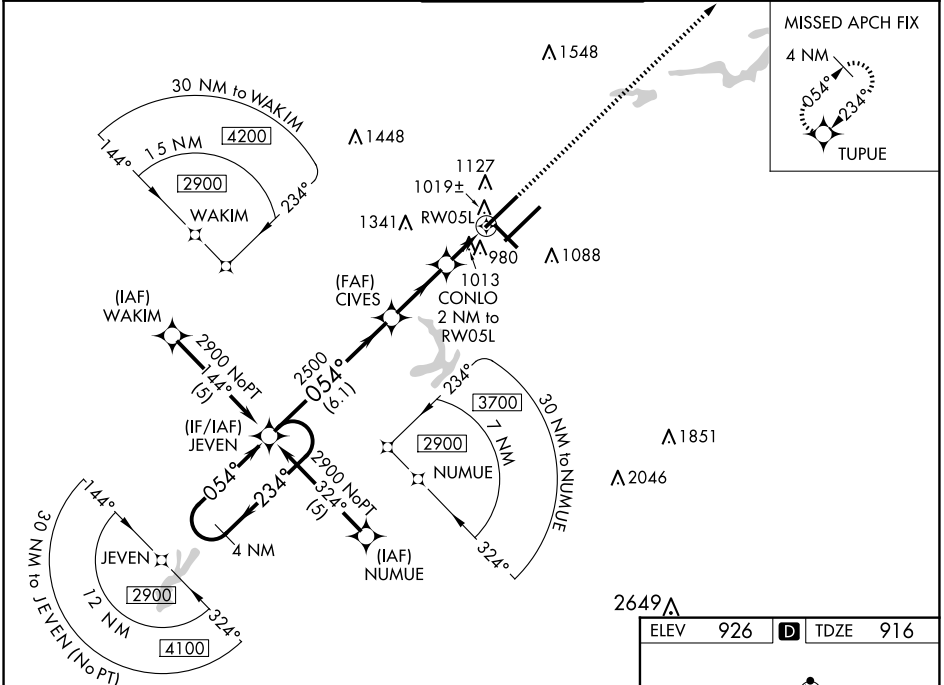 MISSED APCH FIX
4 NM
054°
234°
TUPUE
1548
30 NM to WAKIM
4200
1448
144°
15 NM
2900
234°
WAKIM
1127
1019±
1341
RW05L
980
1088
1013
(FAF)
CIVES
CONLO
2 NM to
RW05L
(IAF)
WAKIM
2900 NoPT
144°
(5)
2500
054°
(6.1)
(IF/IAF)
JEVEN
234°
3700
30 NM to NUMUE
7 NM
2900
NUMUE
324°
1851
2046
054°
234°
2900 NoPT
324°
(5)
4 NM
(IAF)
NUMUE
144°
JEVEN
2900
12 NM
324°
4100
30 NM to JEVEN (No PT)
2649
ELEV 926 D TDZE 916